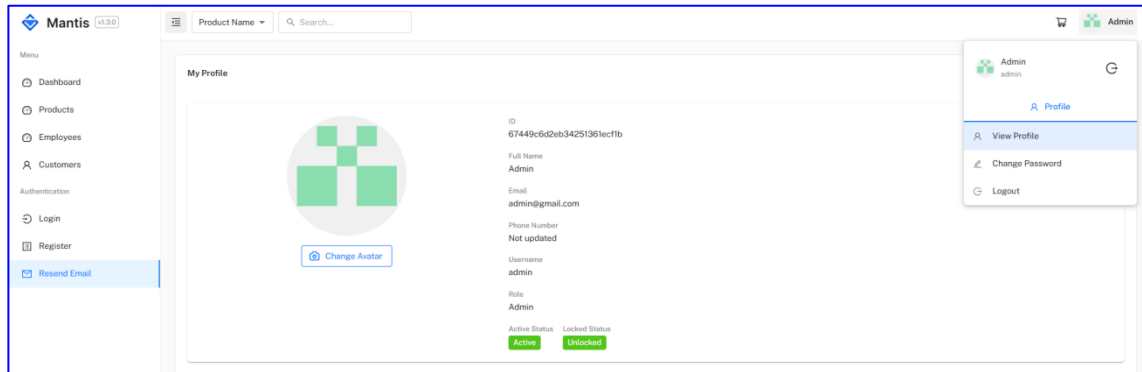 Mantis v1.3.0
Product Name
Search...
Admin
Menu
Dashboard
Products
Employees
Customers
Authentication
Login
Register
Resend Email
My Profile
Change Avatar
ID
67449c6d2eb34251361ecf1b
Full Name
Admin
Email
admin@gmail.com
Phone Number
Not updated
Username
admin
Role
Admin
Active Status Locked Status
Active Unlocked
Admin
admin
Profile
View Profile
Change Password
Logout